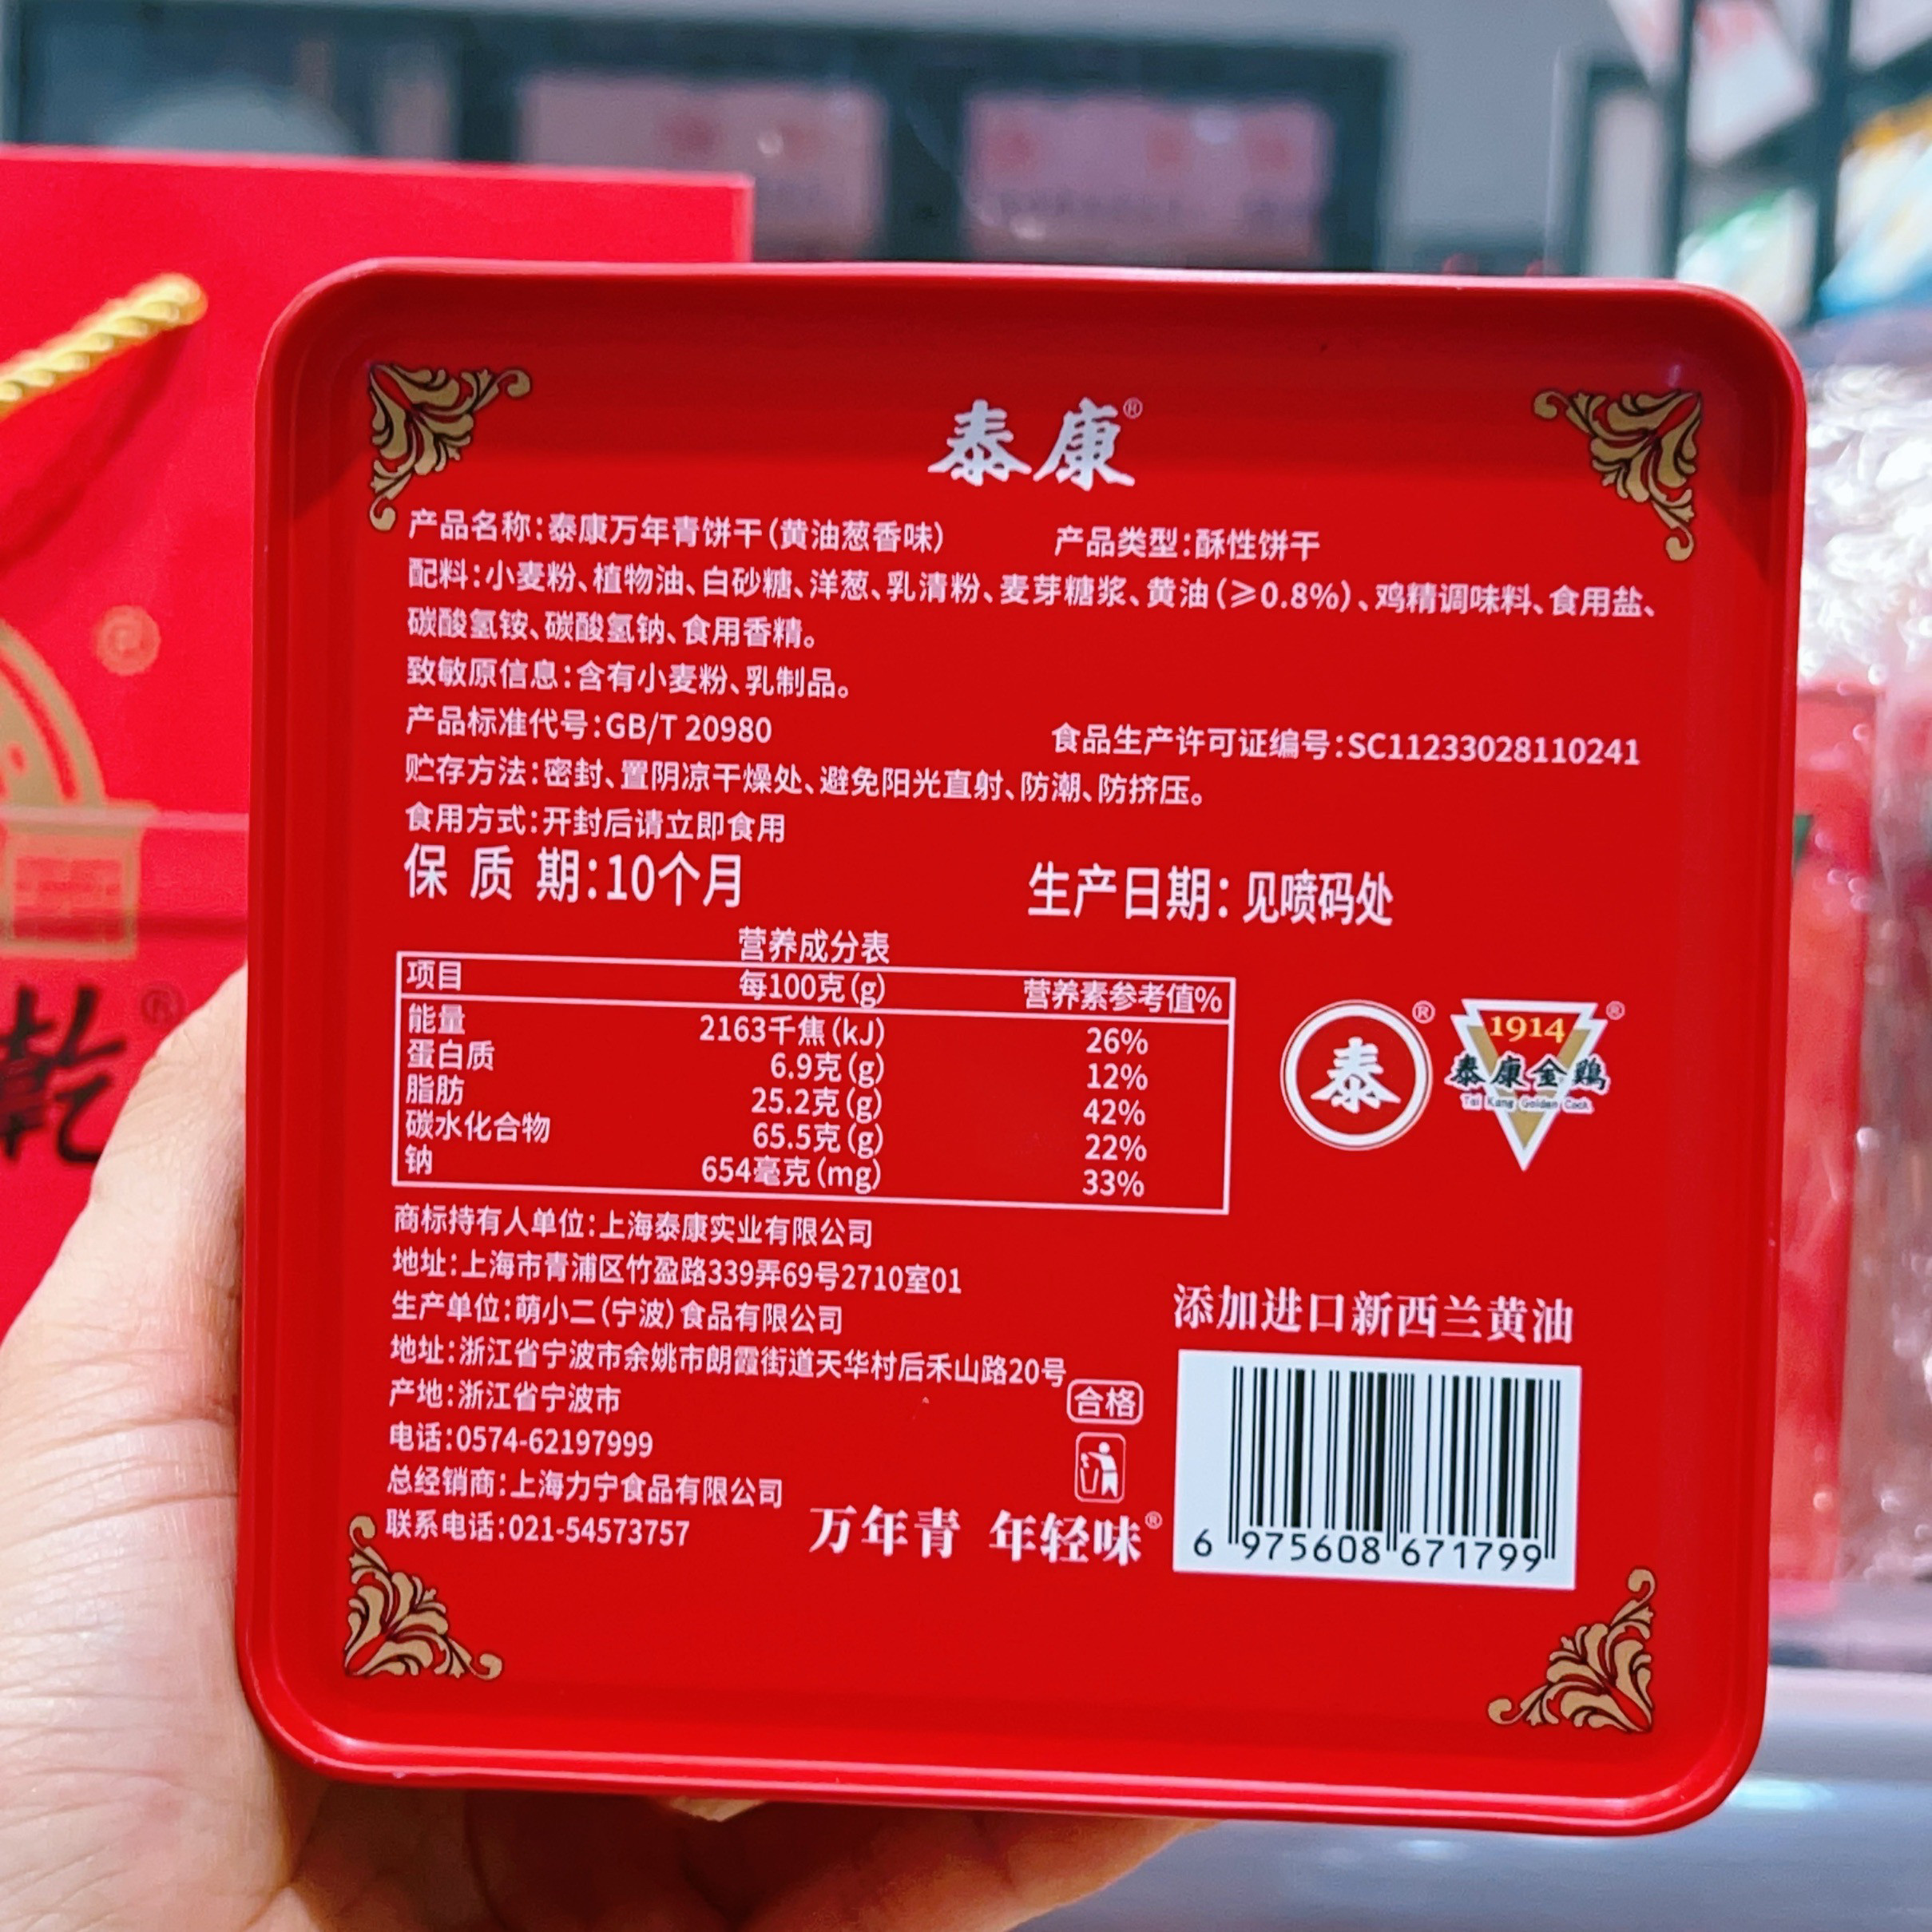 泰康®
产品名称:泰康万年青饼干(黄油葱香味) 产品类型:酥性饼干
配料:小麦粉、植物油、白砂糖、洋葱、乳清粉、麦芽糖浆、黄油(≥0.8%)、鸡精调味料、食用盐、
碳酸氢铵、碳酸氢钠、食用香精。
致敏原信息:含有小麦粉、乳制品。
产品标准代号:GB/T 20980 食品生产许可证编号:SC11233028110241
贮存方法:密封、置阴凉干燥处、避免阳光直射、防潮、防挤压。
食用方式:开封后请立即食用
保 质 期:10个月 生产日期:见喷码处
营养成分表
项目 每100克(g) 营养素参考值%
能量 2163千焦(kJ) 26%
蛋白质 6.9克(g) 12%
脂肪 25.2克(g) 42%
碳水化合物 65.5克(g) 22%
钠 654毫克(mg) 33%
泰®
1914®
泰康金鷄
Tai Kang Golden Cock
商标持有人单位:上海泰康实业有限公司
地址:上海市青浦区竹盈路339弄69号2710室01
生产单位:萌小二(宁波)食品有限公司
地址:浙江省宁波市余姚市朗霞街道天华村后禾山路20号
产地:浙江省宁波市
电话:0574-62197999
总经销商:上海力宁食品有限公司
联系电话:021-54573757
合格
万年青 年轻味®
添加进口新西兰黄油
6 975608 671799
乾®